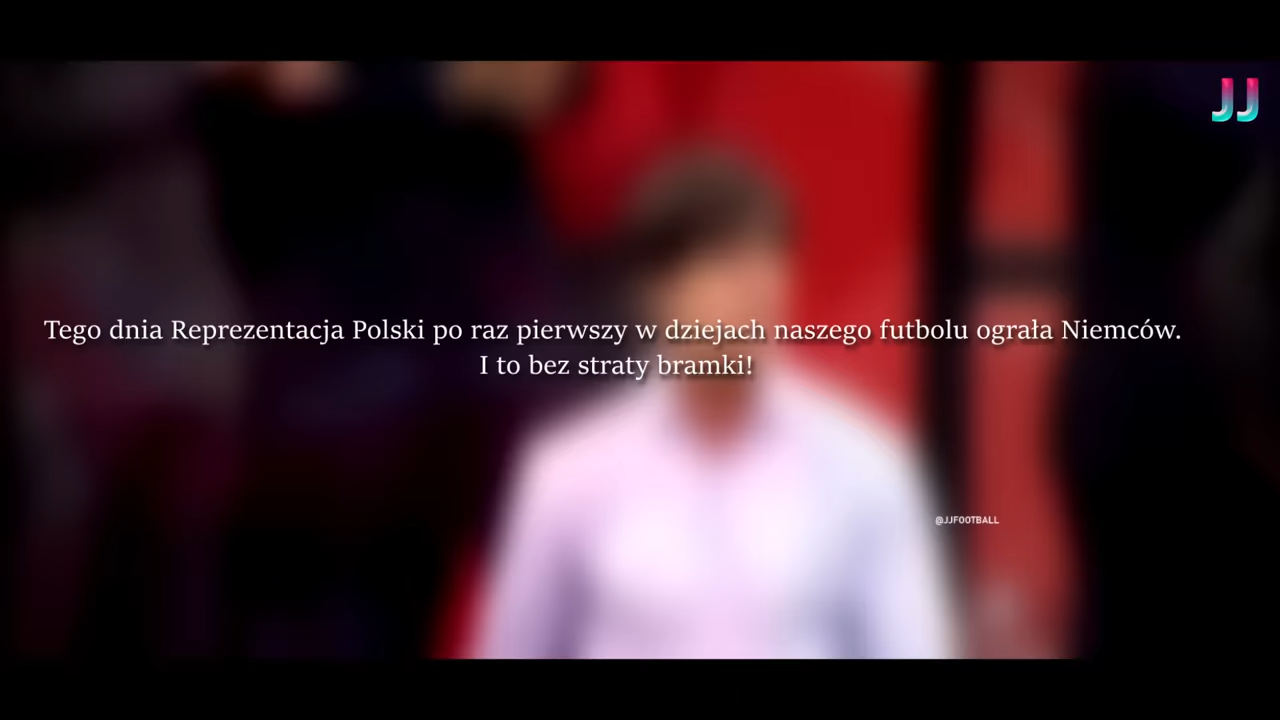 JJ
Tego dnia Reprezentacja Polski po raz pierwszy w dziejach naszego futbolu ograła Niemców.
I to bez straty bramki!
@JJFOOTBALL